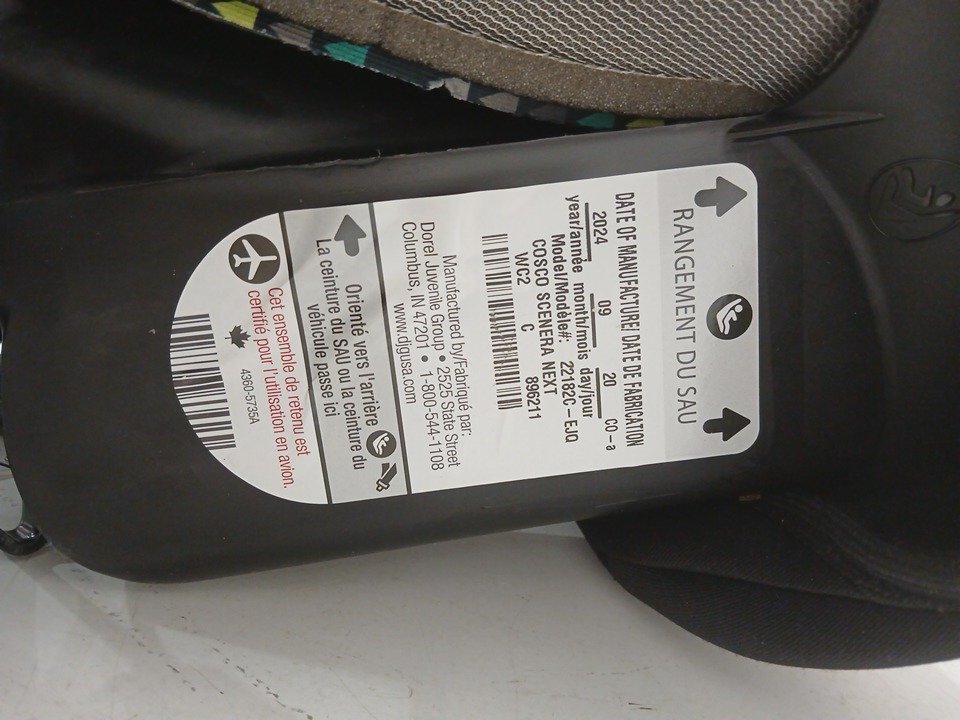 RANGEMENT DU SAU
DATE OF MANUFACTURE/ DATE DE FABRICATION
2024 09 20 CO-a
year/année month/mois day/jour
Model/Modèle#: 22182C-EJQ
COSCO SCENERA NEXT
WC2 C 896211
Manufactured by/Fabriqué par:
Dorel Juvenile Group • 2525 State Street
Columbus, IN 47201 • 1-800-544-1108
www.djgusa.com
Orienté vers l'arrière
La ceinture du SAU ou la ceinture du
véhicule passe ici
Cet ensemble de retenu est
certifié pour l'utilisation en avion.
4360-5735A